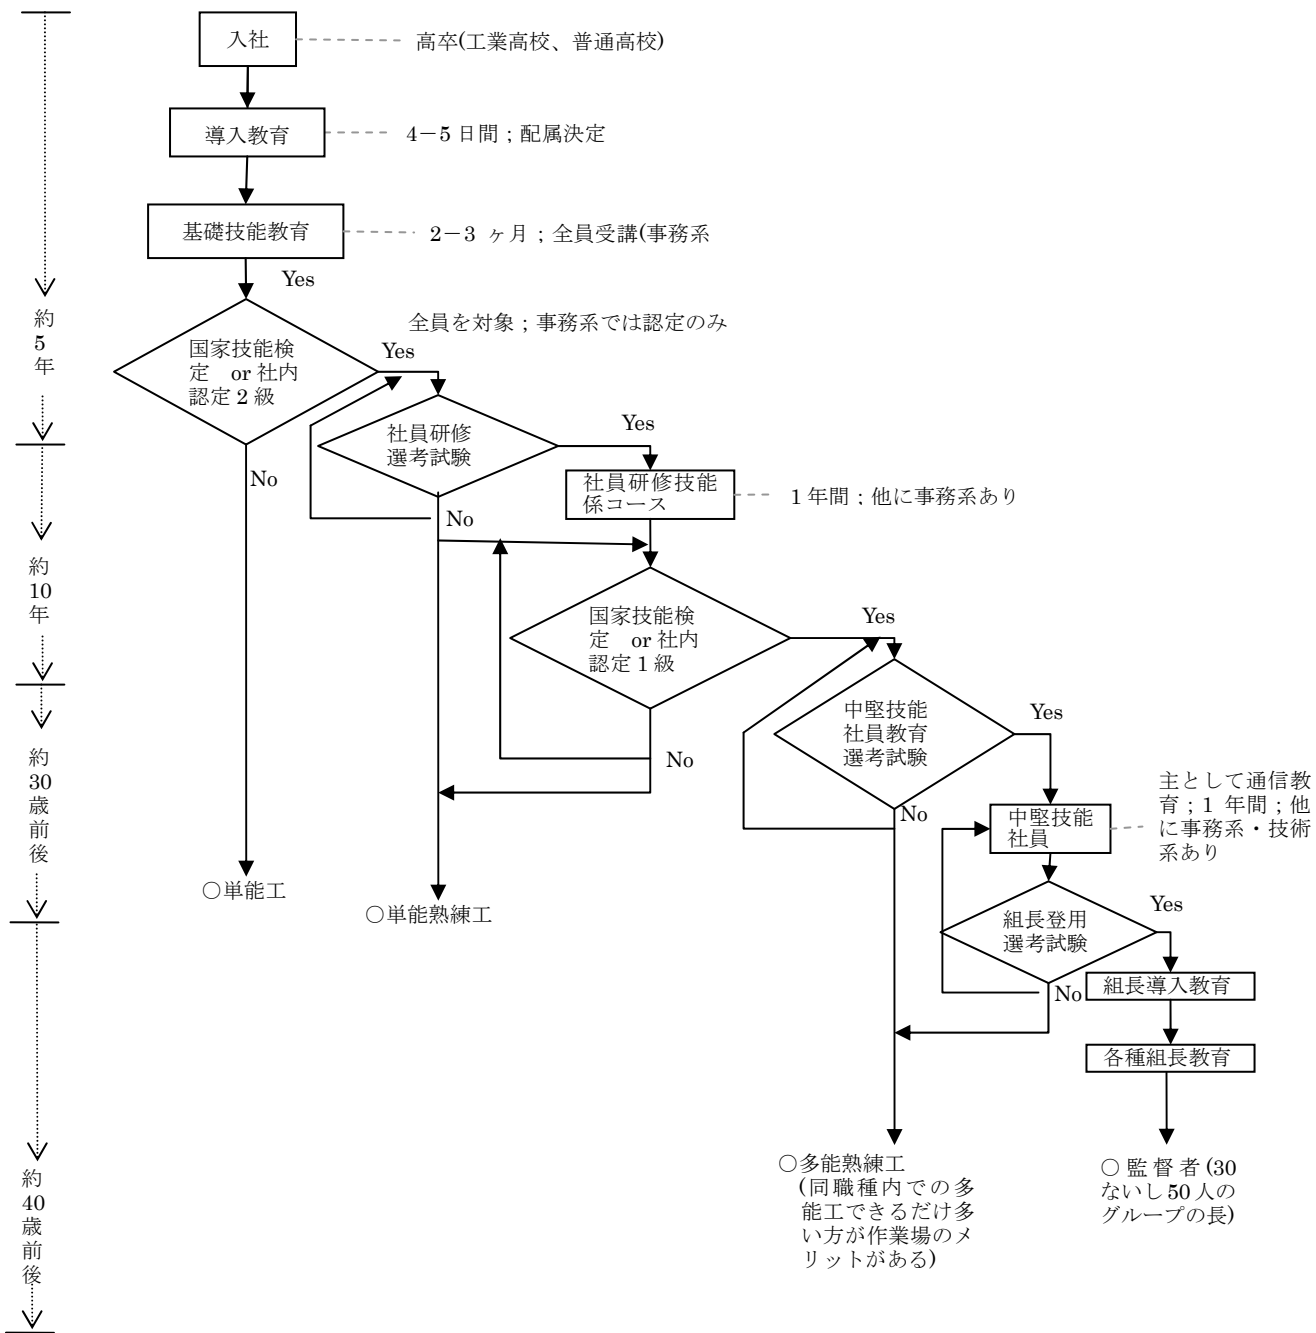 入社
高卒(工業高校、普通高校)
導入教育
4－5 日間；配属決定
基礎技能教育
2－3 ヶ月；全員受講(事務系
Yes
全員を対象；事務系では認定のみ
国家技能検
定　or 社内
認定 2 級
Yes
約
5
年
社員研修
選考試験
Yes
No
社員研修技能
係コース
1 年間；他に事務系あり
No
約
10
年
国家技能検
定　or 社内
認定 1 級
Yes
No
中堅技能
社員教育
選考試験
Yes
No
約
30
歳
前
後
主として通信教
育；1 年間；他
に事務系・技術
系あり
中堅技能
社員
○単能工
○単能熟練工
組長登用
選考試験
Yes
No
組長導入教育
各種組長教育
○多能熟練工
(同職種内での多
能工できるだけ多
い方が作業場のメ
リットがある)
○監督者(30
ないし 50 人の
グループの長)
約
40
歳
前
後